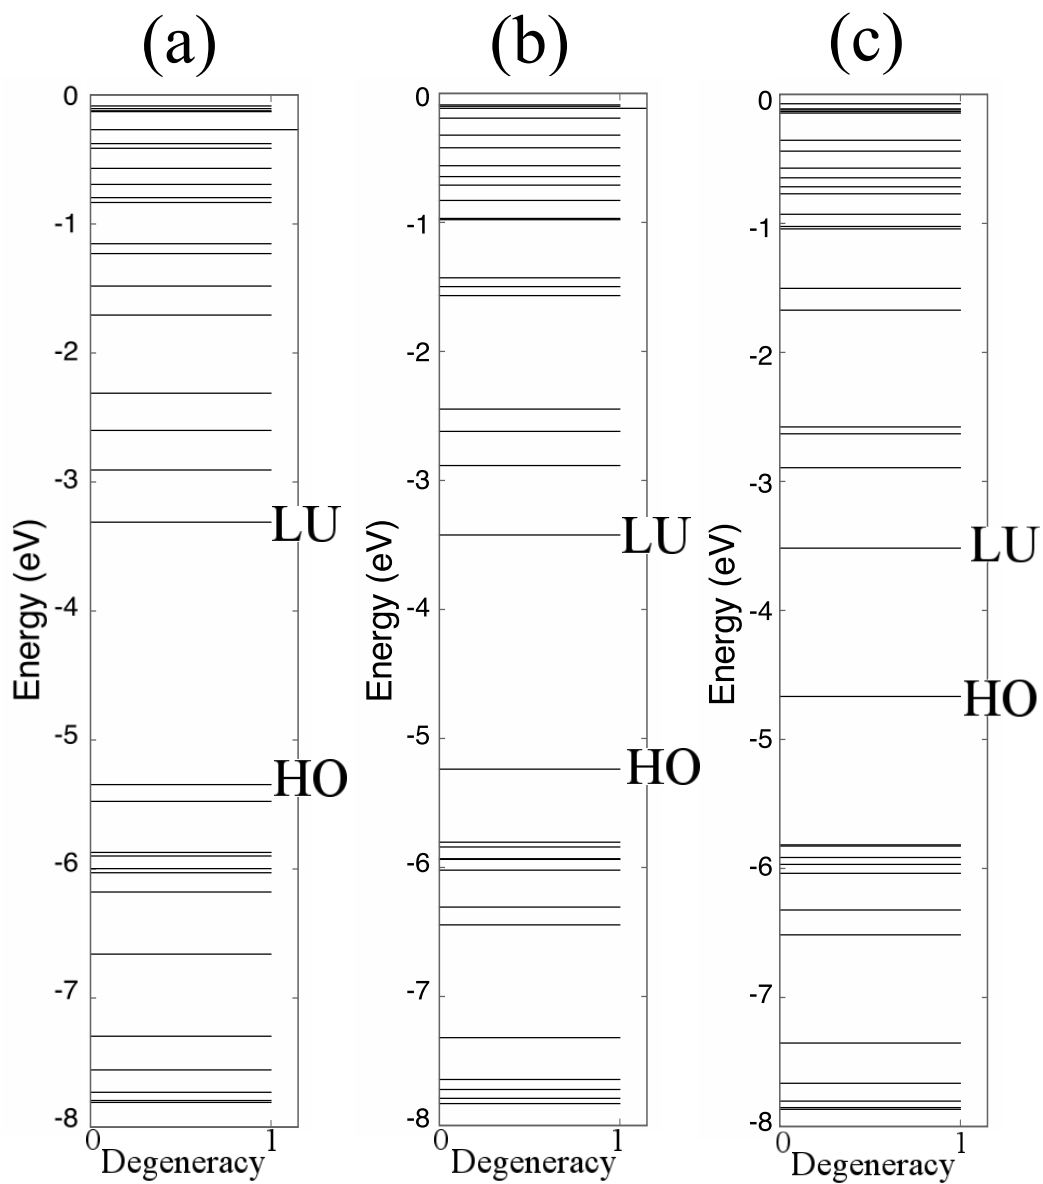 (a) (b) (c)
0 0 0
-1 -1 -1
-2 -2 -2
-3 -3 -3
LU LU LU
Energy (eV) Energy (eV) Energy (eV)
-4 -4 -4
HO
-5 -5 -5
HO HO
-6 -6 -6
-7 -7 -7
-8 -8 -8
0 1 0 1 0 1
Degeneracy Degeneracy Degeneracy